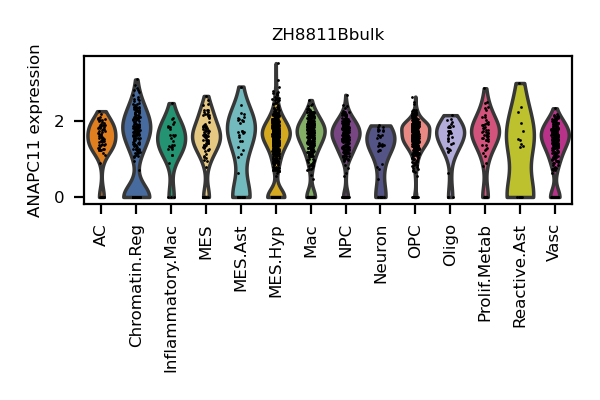 ZH8811Bbulk
ANAPC11 expression
2
0
AC
Chromatin.Reg
Inflammatory.Mac
MES
MES.Ast
MES.Hyp
Mac
NPC
Neuron
OPC
Oligo
Prolif.Metab
Reactive.Ast
Vasc